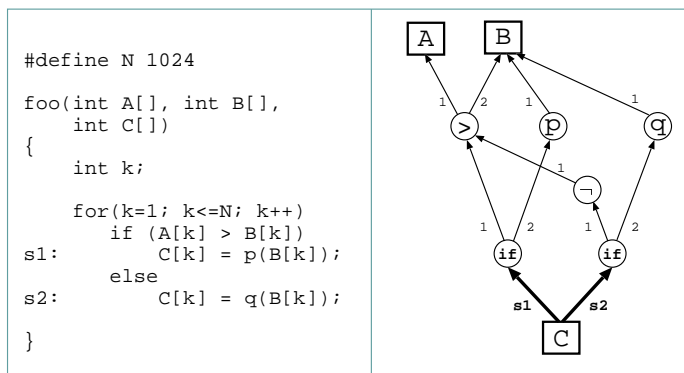 #define N 1024
foo(int A[], int B[],
int C[])
{
int k;
for(k=1; k<=N; k++)
if (A[k] > B[k])
s1: C[k] = p(B[k]);
else
s2: C[k] = q(B[k]);
}
A B
1 2 1 1
> p q
1
¬
1 2 1 2
if if
s1 s2
C